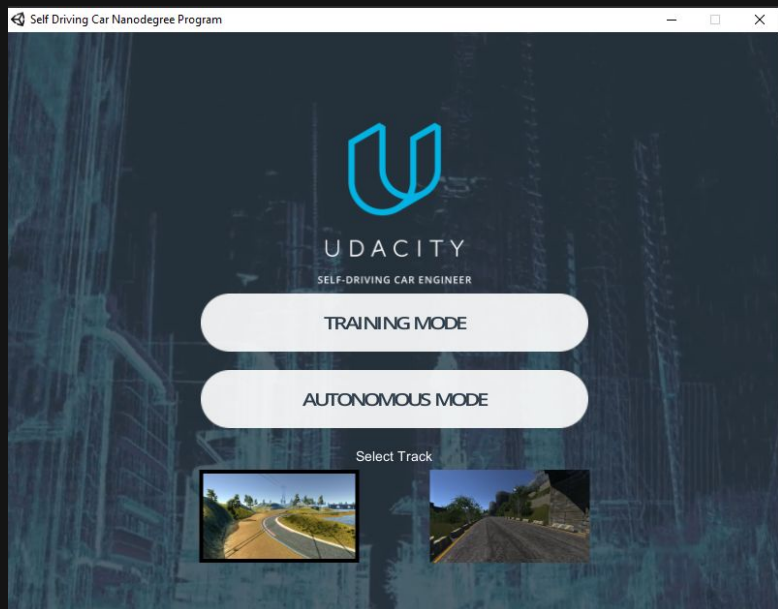 Self Driving Car Nanodegree Program
UDACITY
SELF-DRIVING CAR ENGINEER
TRAINING MODE
AUTONOMOUS MODE
Select Track